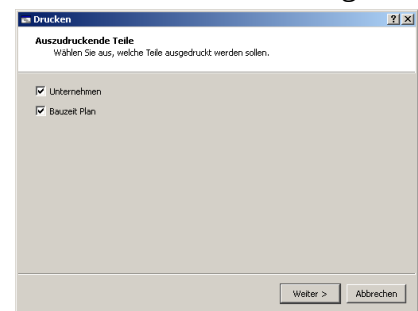 Drucken
Auszudruckende Teile
Wählen Sie aus, welche Teile ausgedruckt werden sollen.
Unternehmen
Bauzeit Plan
Weiter >
Abbrechen